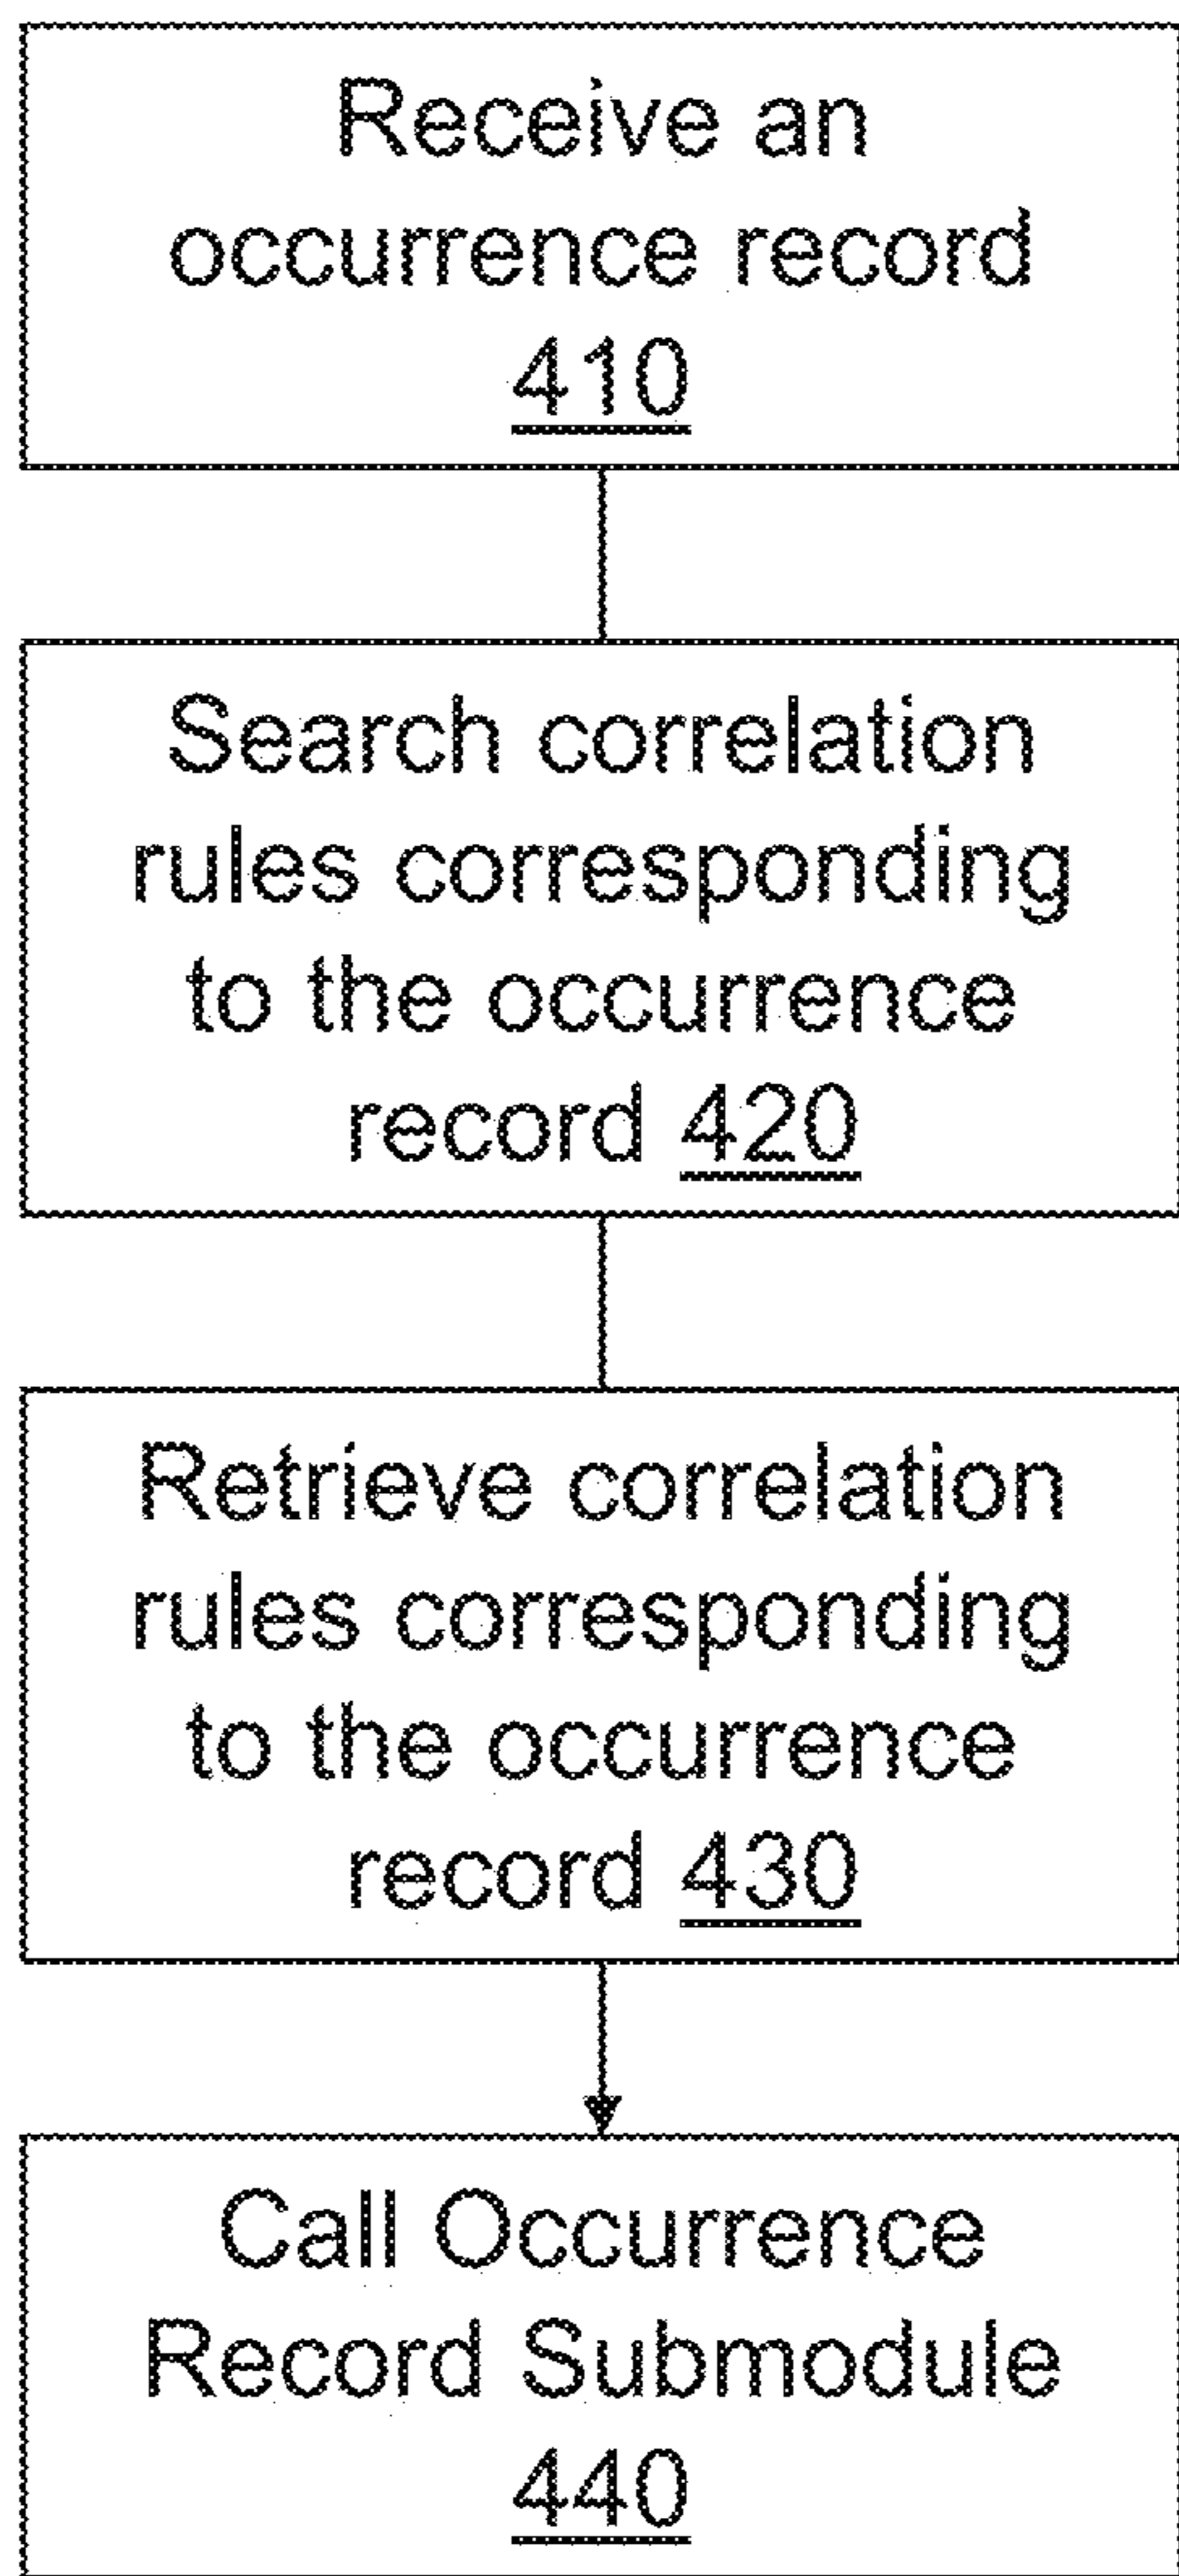 Receive an
occurrence record
410
Search correlation
rules corresponding
to the occurrence
record 420
Retrieve correlation
rules corresponding
to the occurrence
record 430
Call Occurrence
Record Submodule
440